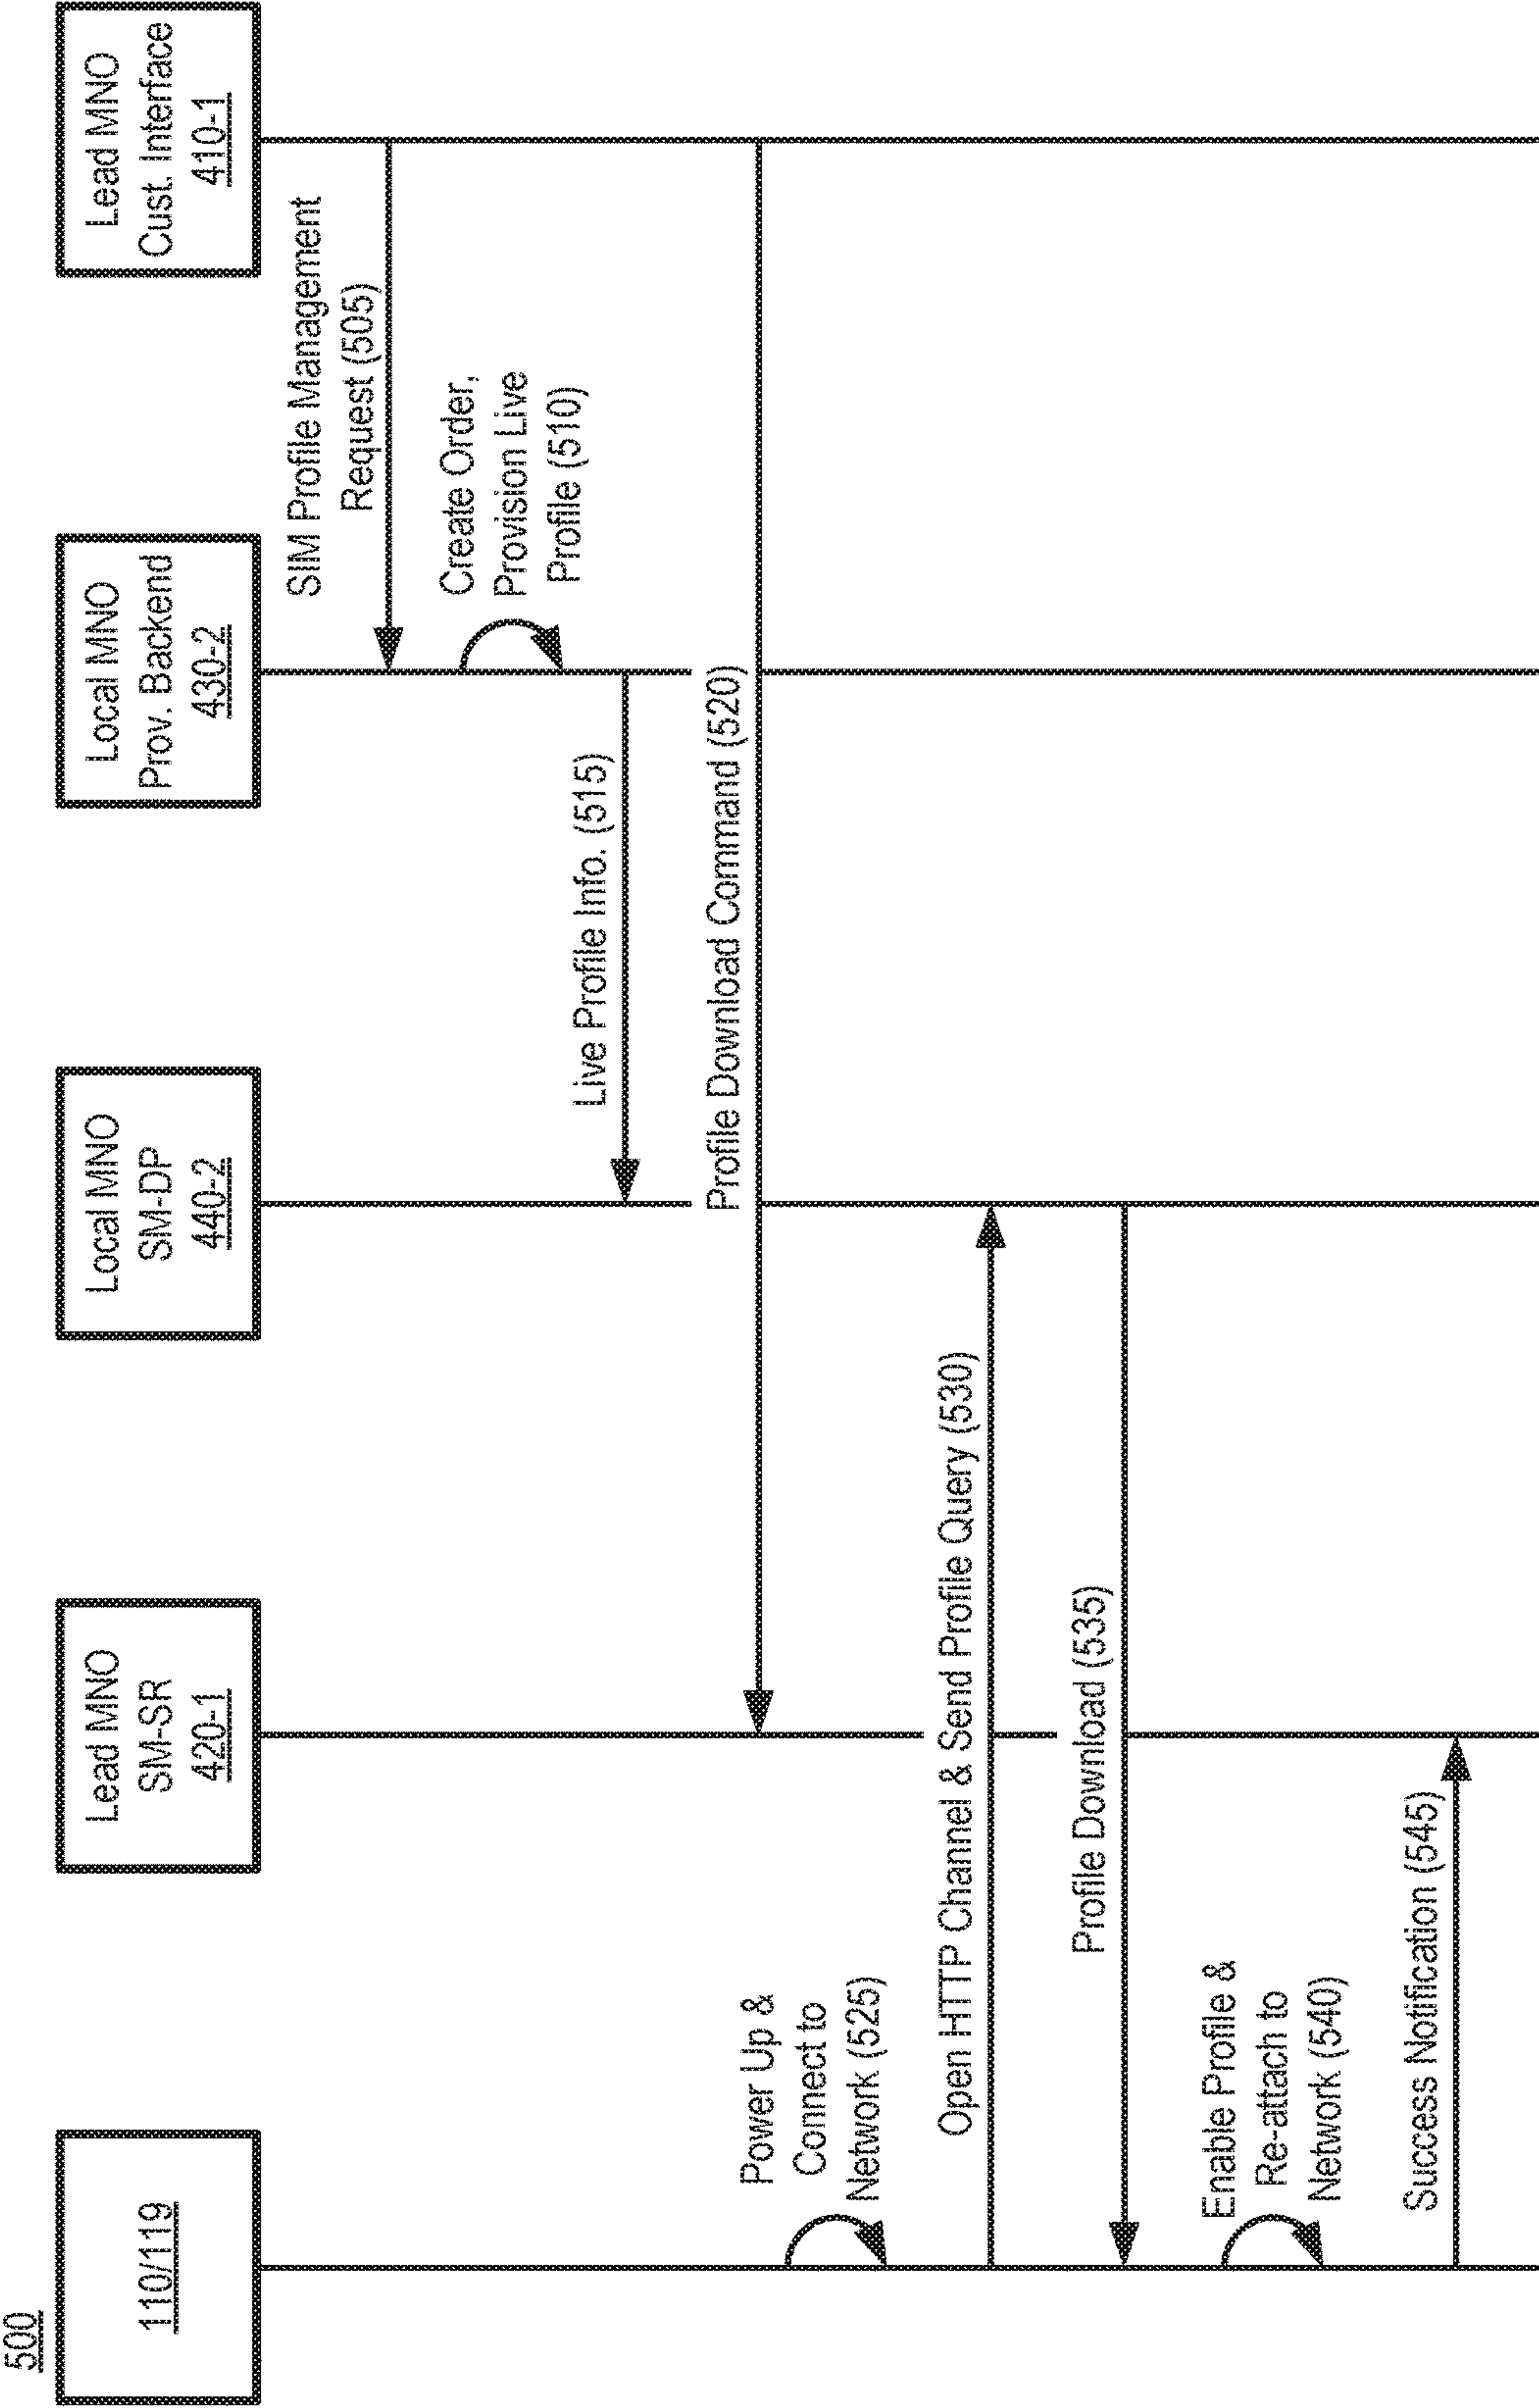 500
110/119
Lead MNO
SM-SR
420-1
Local MNO
SM-DP
440-2
Local MNO
Prov. Backend
430-2
Lead MNO
Cust. Interface
410-1
SIM Profile Management
Request (505)
Create Order,
Provision Live
Profile (510)
Live Profile Info. (515)
Profile Download Command (520)
Power Up &
Connect to
Network (525)
Open HTTP Channel & Send Profile Query (530)
Profile Download (535)
Enable Profile &
Re-attach to
Network (540)
Success Notification (545)